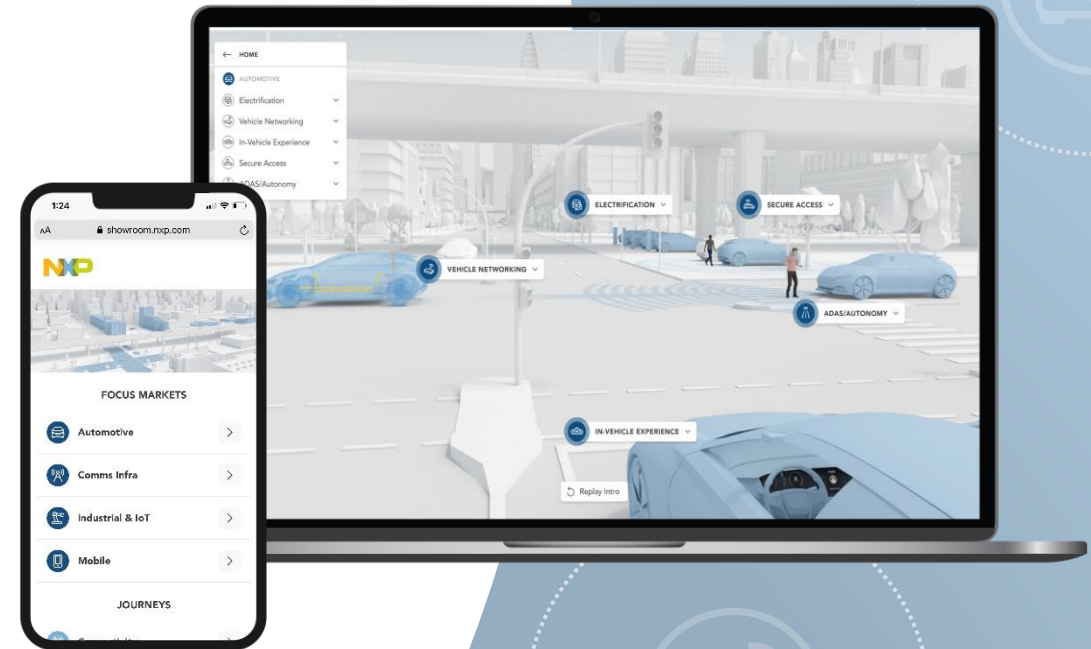 ← HOME
AUTOMOTIVE
Electrification
Vehicle Networking
In-Vehicle Experience
Secure Access
ADAS/Autonomy
ELECTRIFICATION
SECURE ACCESS
VEHICLE NETWORKING
ADAS/AUTONOMY
IN-VEHICLE EXPERIENCE
Replay Intro
1:24
AA showroom.nxp.com
NXP
FOCUS MARKETS
Automotive
Comms Infra
Industrial & IoT
Mobile
JOURNEYS